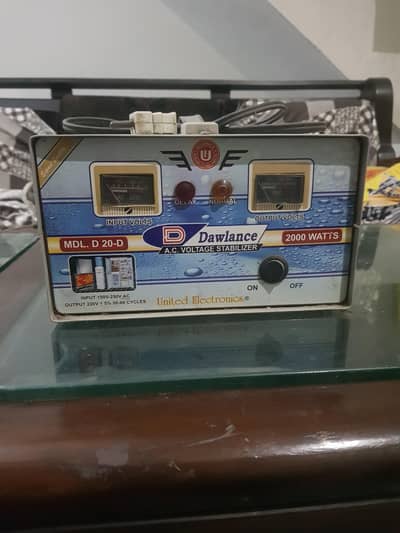 U
INPUT VOLTS
DELAY
NORMAL
OUTPUT VOLTS
MDL. D 20-D
D Dawlance
A.C. VOLTAGE STABILIZER
2000 WATTS
INPUT 150V-250V AC
OUTPUT 220V ± 5% 50-60 CYCLES
ON
OFF
United Electronics ®